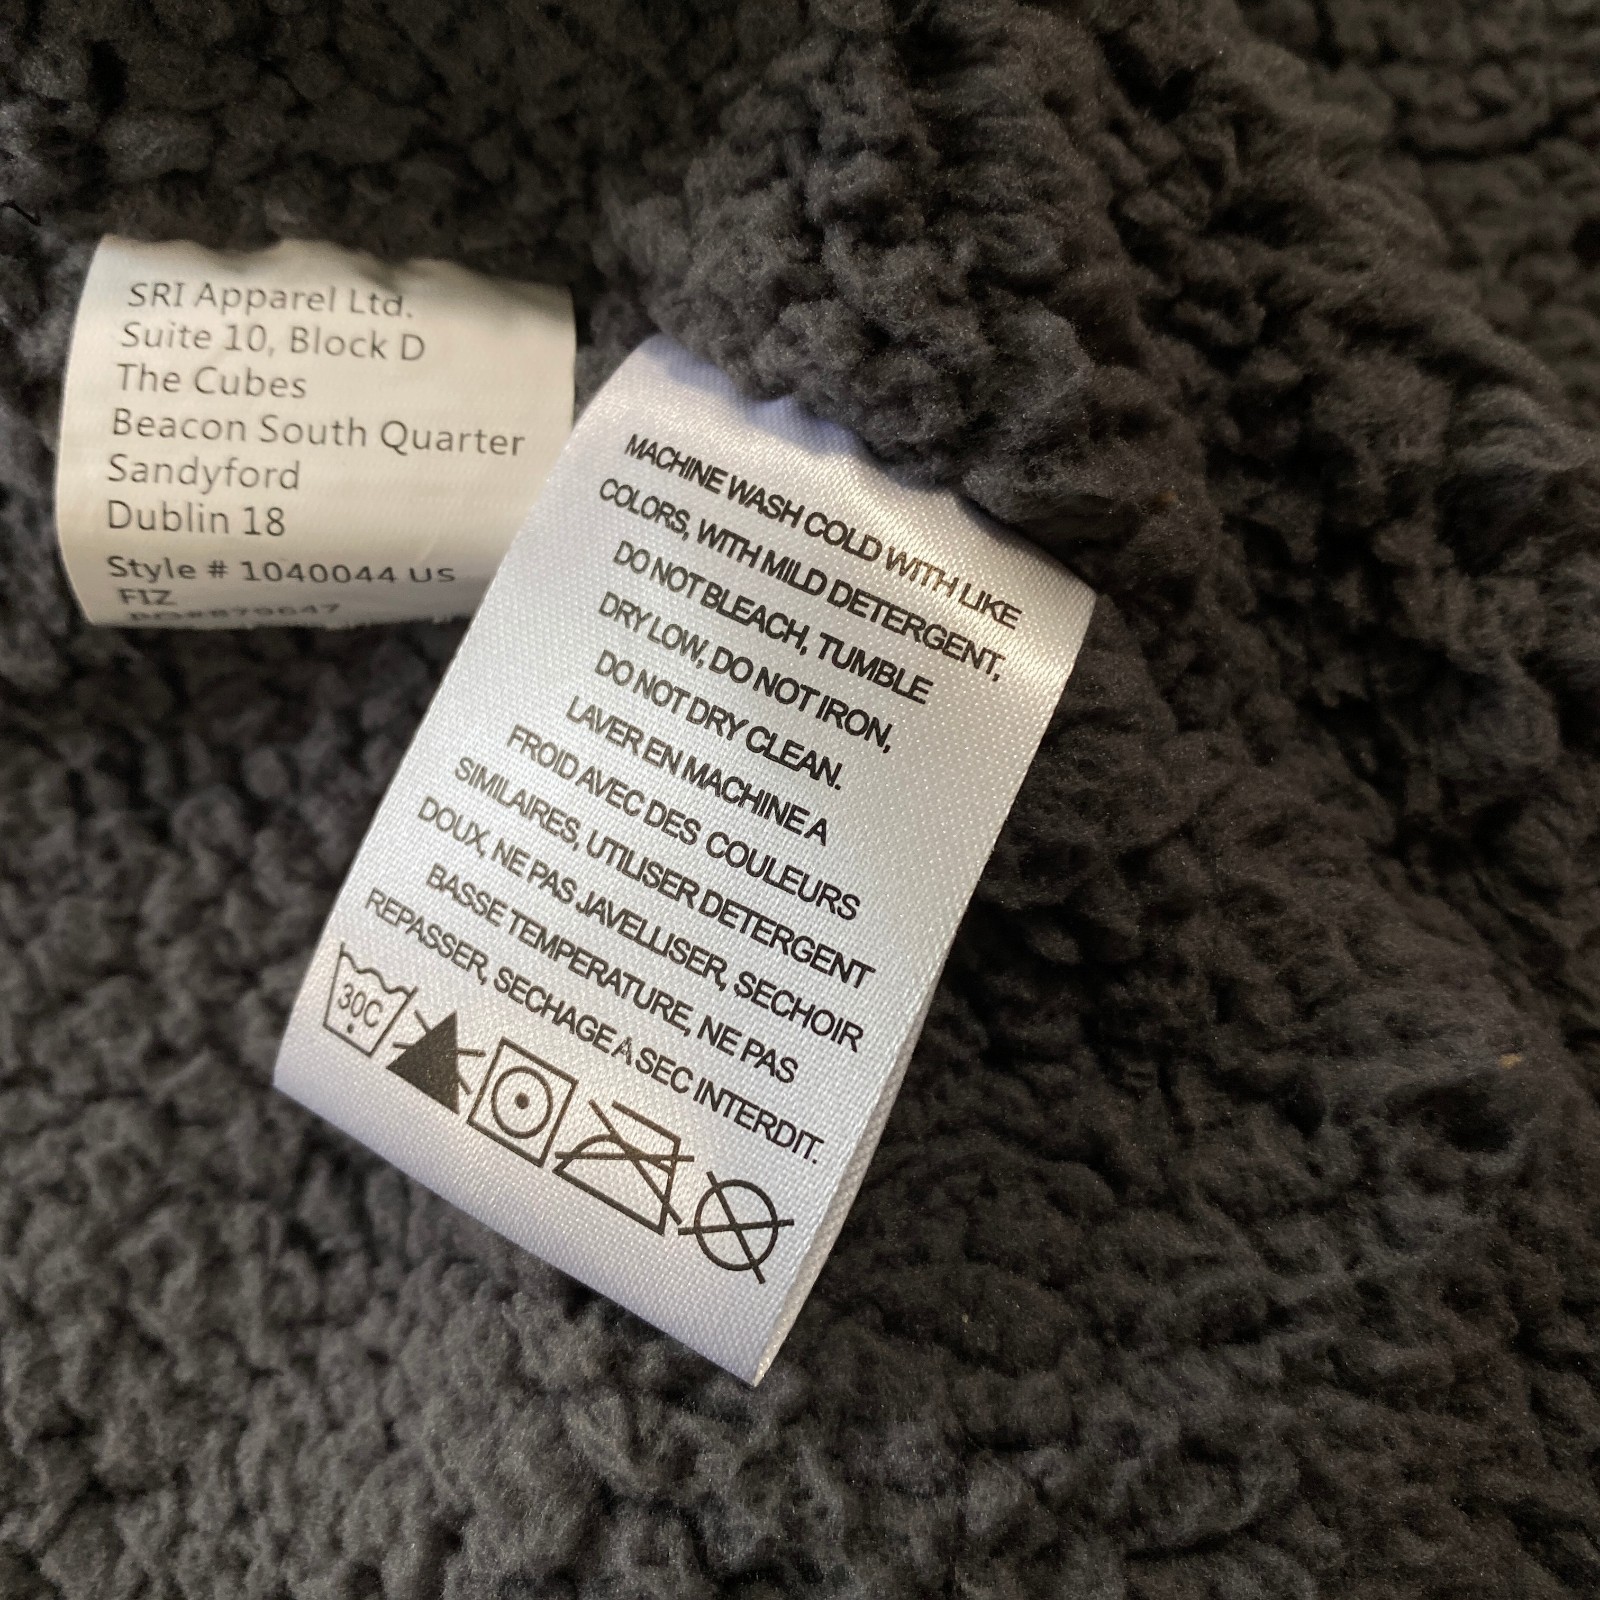 SRI Apparel Ltd.
Suite 10, Block D
The Cubes
Beacon South Quarter
Sandyford
Dublin 18
Style # 1040044 US
FIZ
PO#879647
MACHINE WASH COLD WITH LIKE
COLORS, WITH MILD DETERGENT,
DO NOT BLEACH, TUMBLE
DRY LOW, DO NOT IRON,
DO NOT DRY CLEAN.
LAVER EN MACHINE A
FROID AVEC DES COULEURS
SIMILAIRES, UTILISER DETERGENT
DOUX, NE PAS JAVELLISER, SECHOIR
BASSE TEMPERATURE, NE PAS
REPASSER, SECHAGE A SEC INTERDIT.
30C